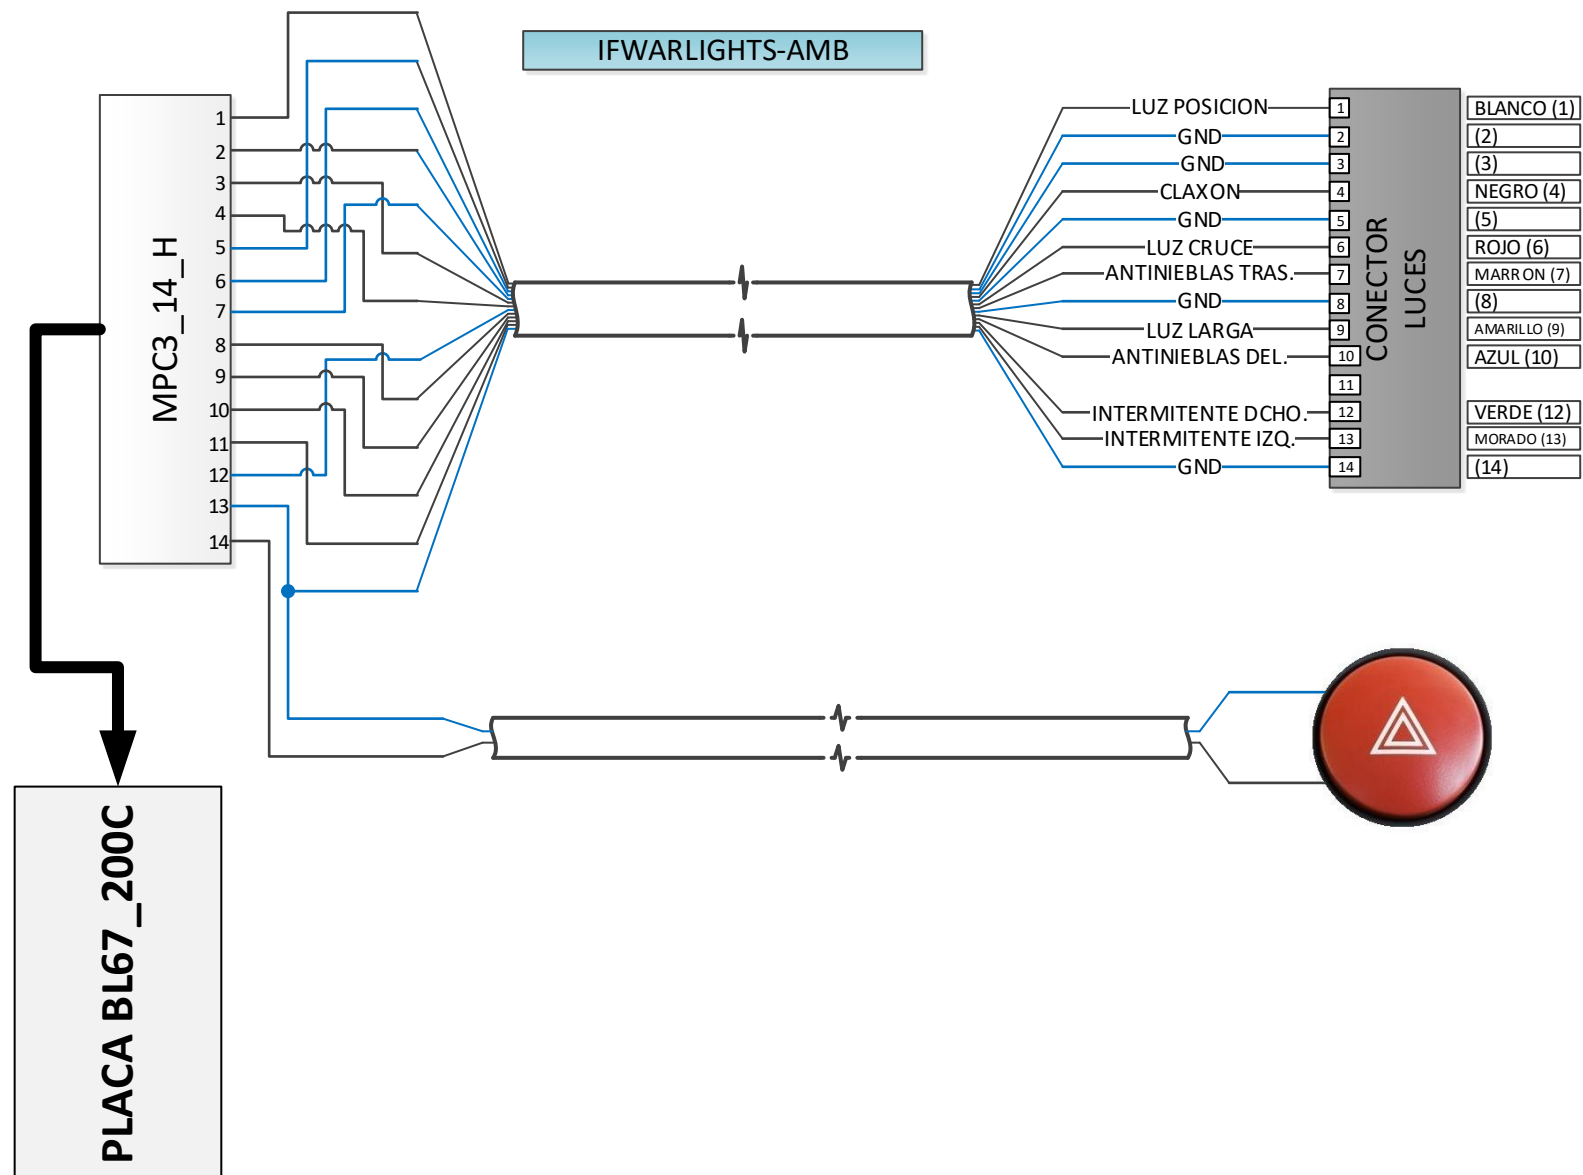 IFWARLIGHTS-AMB
MPC3_14_H
1
2
3
4
5
6
7
8
9
10
11
12
13
14
LUZ POSICION 1 BLANCO (1)
GND 2 (2)
GND 3 (3)
CLAXON 4 NEGRO (4)
GND 5 (5)
LUZ CRUCE 6 ROJO (6)
ANTINIEBLAS TRAS. 7 MARRON (7)
GND 8 (8)
LUZ LARGA 9 AMARILLO (9)
ANTINIEBLAS DEL. 10 AZUL (10)
11
INTERMITENTE DCHO. 12 VERDE (12)
INTERMITENTE IZQ. 13 MORADO (13)
GND 14 (14)
CONECTOR
LUCES
PLACA BL67_200C